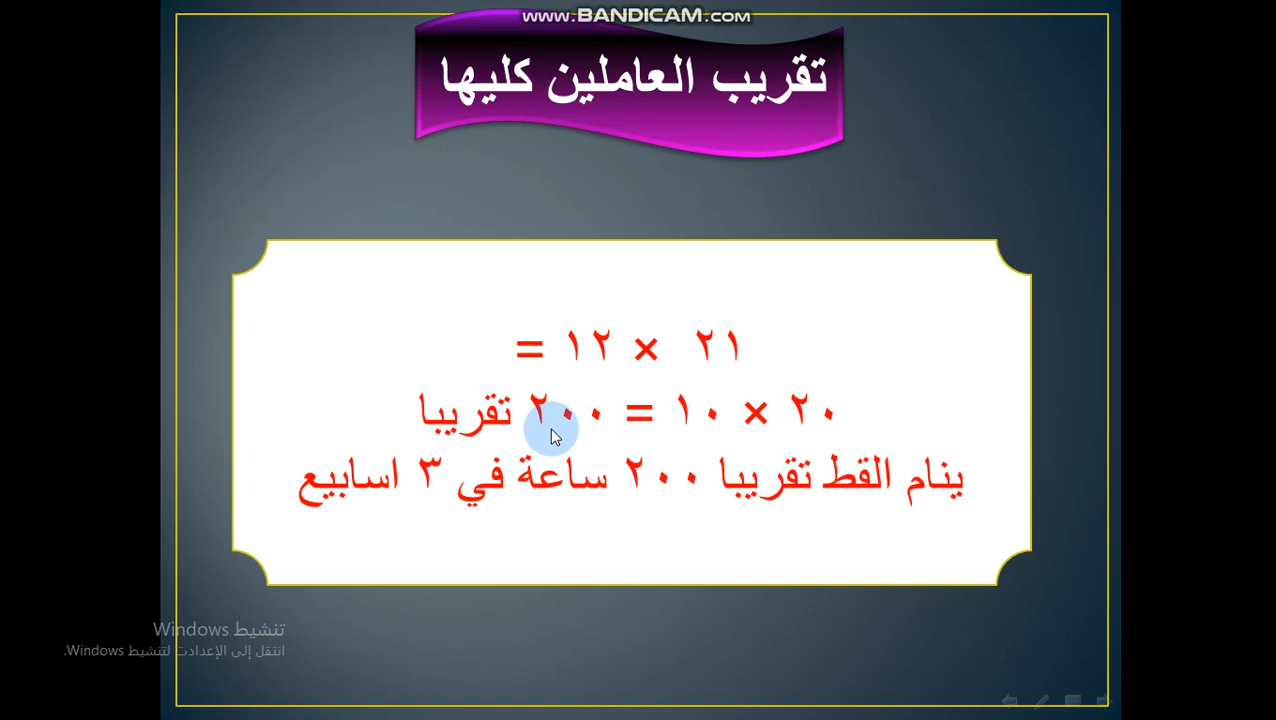 WWW.BANDICAM.COM
تقريب العاملين كليها
٢١ × ١٢ =
٢٠ × ١٠ = ٢٠٠ تقريبا
ينام القط تقريبا ٢٠٠ ساعة في ٣ اسابيع
تنشيط Windows
انتقل إلى الإعدادت لتنشيط Windows.